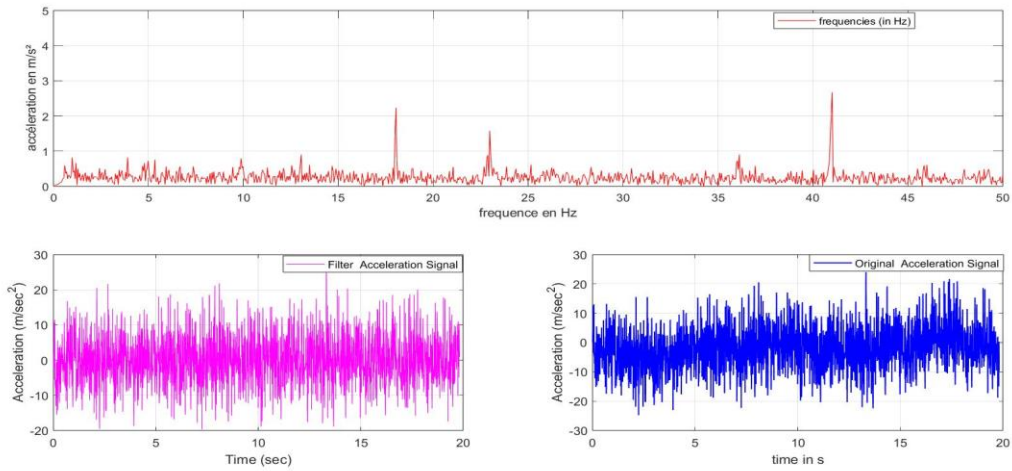 5
4
3
2
1
0
accéleration en m/s²
frequencies (in Hz)
0 5 10 15 20 25 30 35 40 45 50
frequence en Hz
30
20
10
0
-10
-20
Acceleration (m/sec²)
Filter Acceleration Signal
0 5 10 15 20
Time (sec)
30
20
10
0
-10
-20
-30
Acceleration (m/sec²)
Original Acceleration Signal
0 5 10 15 20
time in s